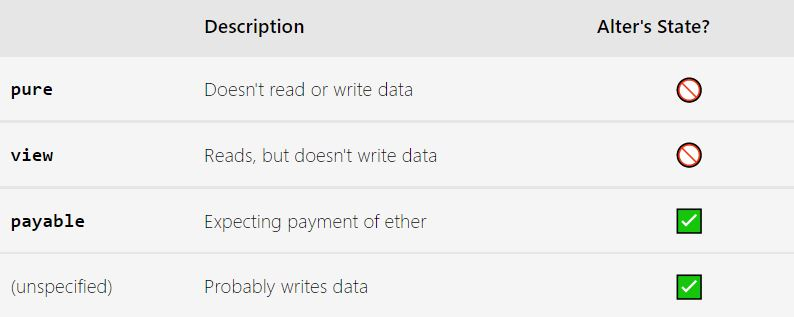 Description Alter's State?
pure Doesn't read or write data
view Reads, but doesn't write data
payable Expecting payment of ether
(unspecified) Probably writes data